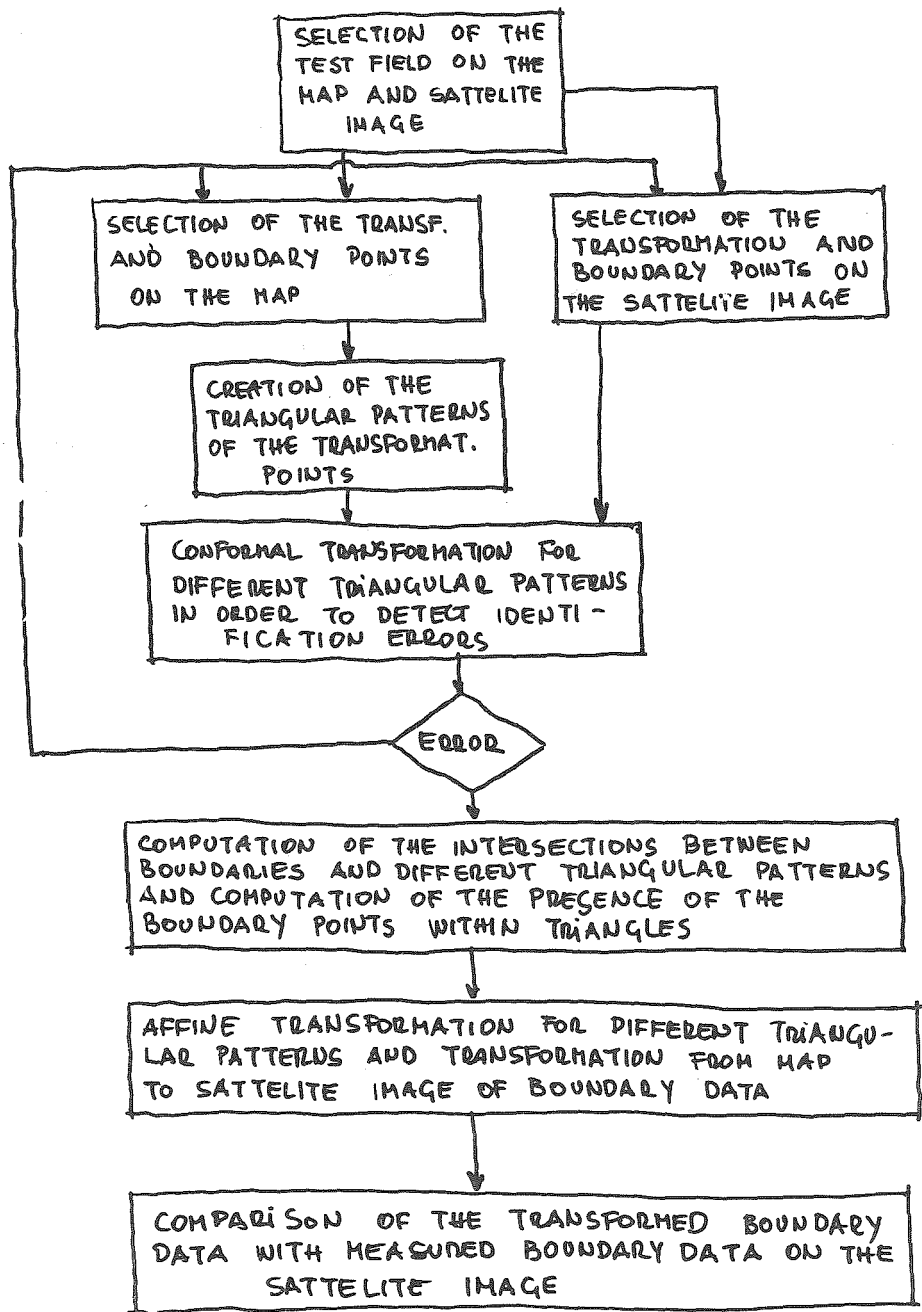 SELECTION OF THE
TEST FIELD ON THE
MAP AND SATTELITE
IMAGE
SELECTION OF THE TRANSF.
AND BOUNDARY POINTS
ON THE MAP
SELECTION OF THE
TRANSFORMATION AND
BOUNDARY POINTS ON
THE SATTELITE IMAGE
CREATION OF THE
TRIANGULAR PATTERNS
OF THE TRANSFORMAT.
POINTS
CONFORMAL TRANSFORMATION FOR
DIFFERENT TRIANGULAR PATTERNS
IN ORDER TO DETECT IDENTI-
FICATION ERRORS
ERROR
COMPUTATION OF THE INTERSECTIONS BETWEEN
BOUNDARIES AND DIFFERENT TRIANGULAR PATTERNS
AND COMPUTATION OF THE PRESENCE OF THE
BOUNDARY POINTS WITHIN TRIANGLES
AFFINE TRANSFORMATION FOR DIFFERENT TRIANGU-
LAR PATTERNS AND TRANSFORMATION FROM MAP
TO SATTELITE IMAGE OF BOUNDARY DATA
COMPARISON OF THE TRANSFORMED BOUNDARY
DATA WITH MEASURED BOUNDARY DATA ON THE
SATTELITE IMAGE